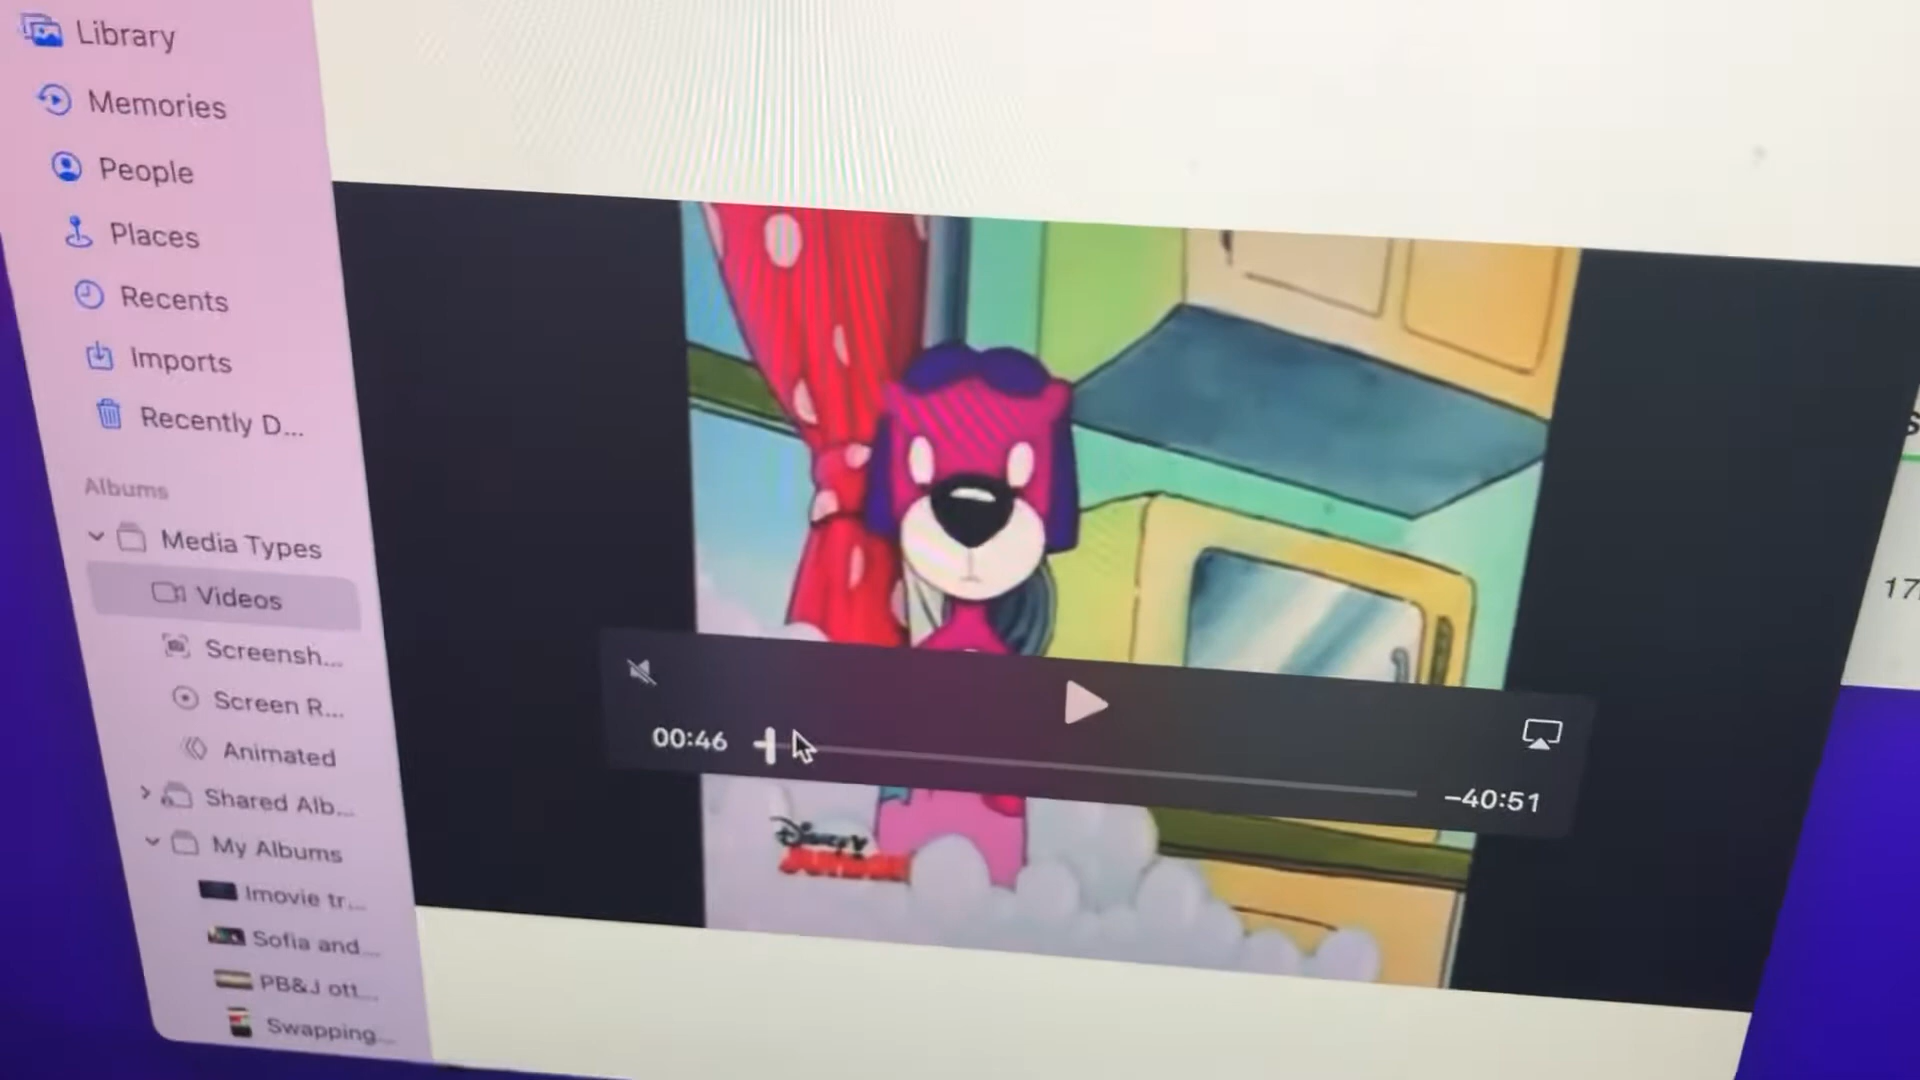 Library
Memories
People
Places
Recents
Imports
Recently D...
Albums
Media Types
Videos
Screensh...
Screen R...
Animated
Shared Alb...
My Albums
Imovie tr...
Sofia and...
PB&J ott...
Swapping...
00:46
-40:51
Disney
JUNIOR